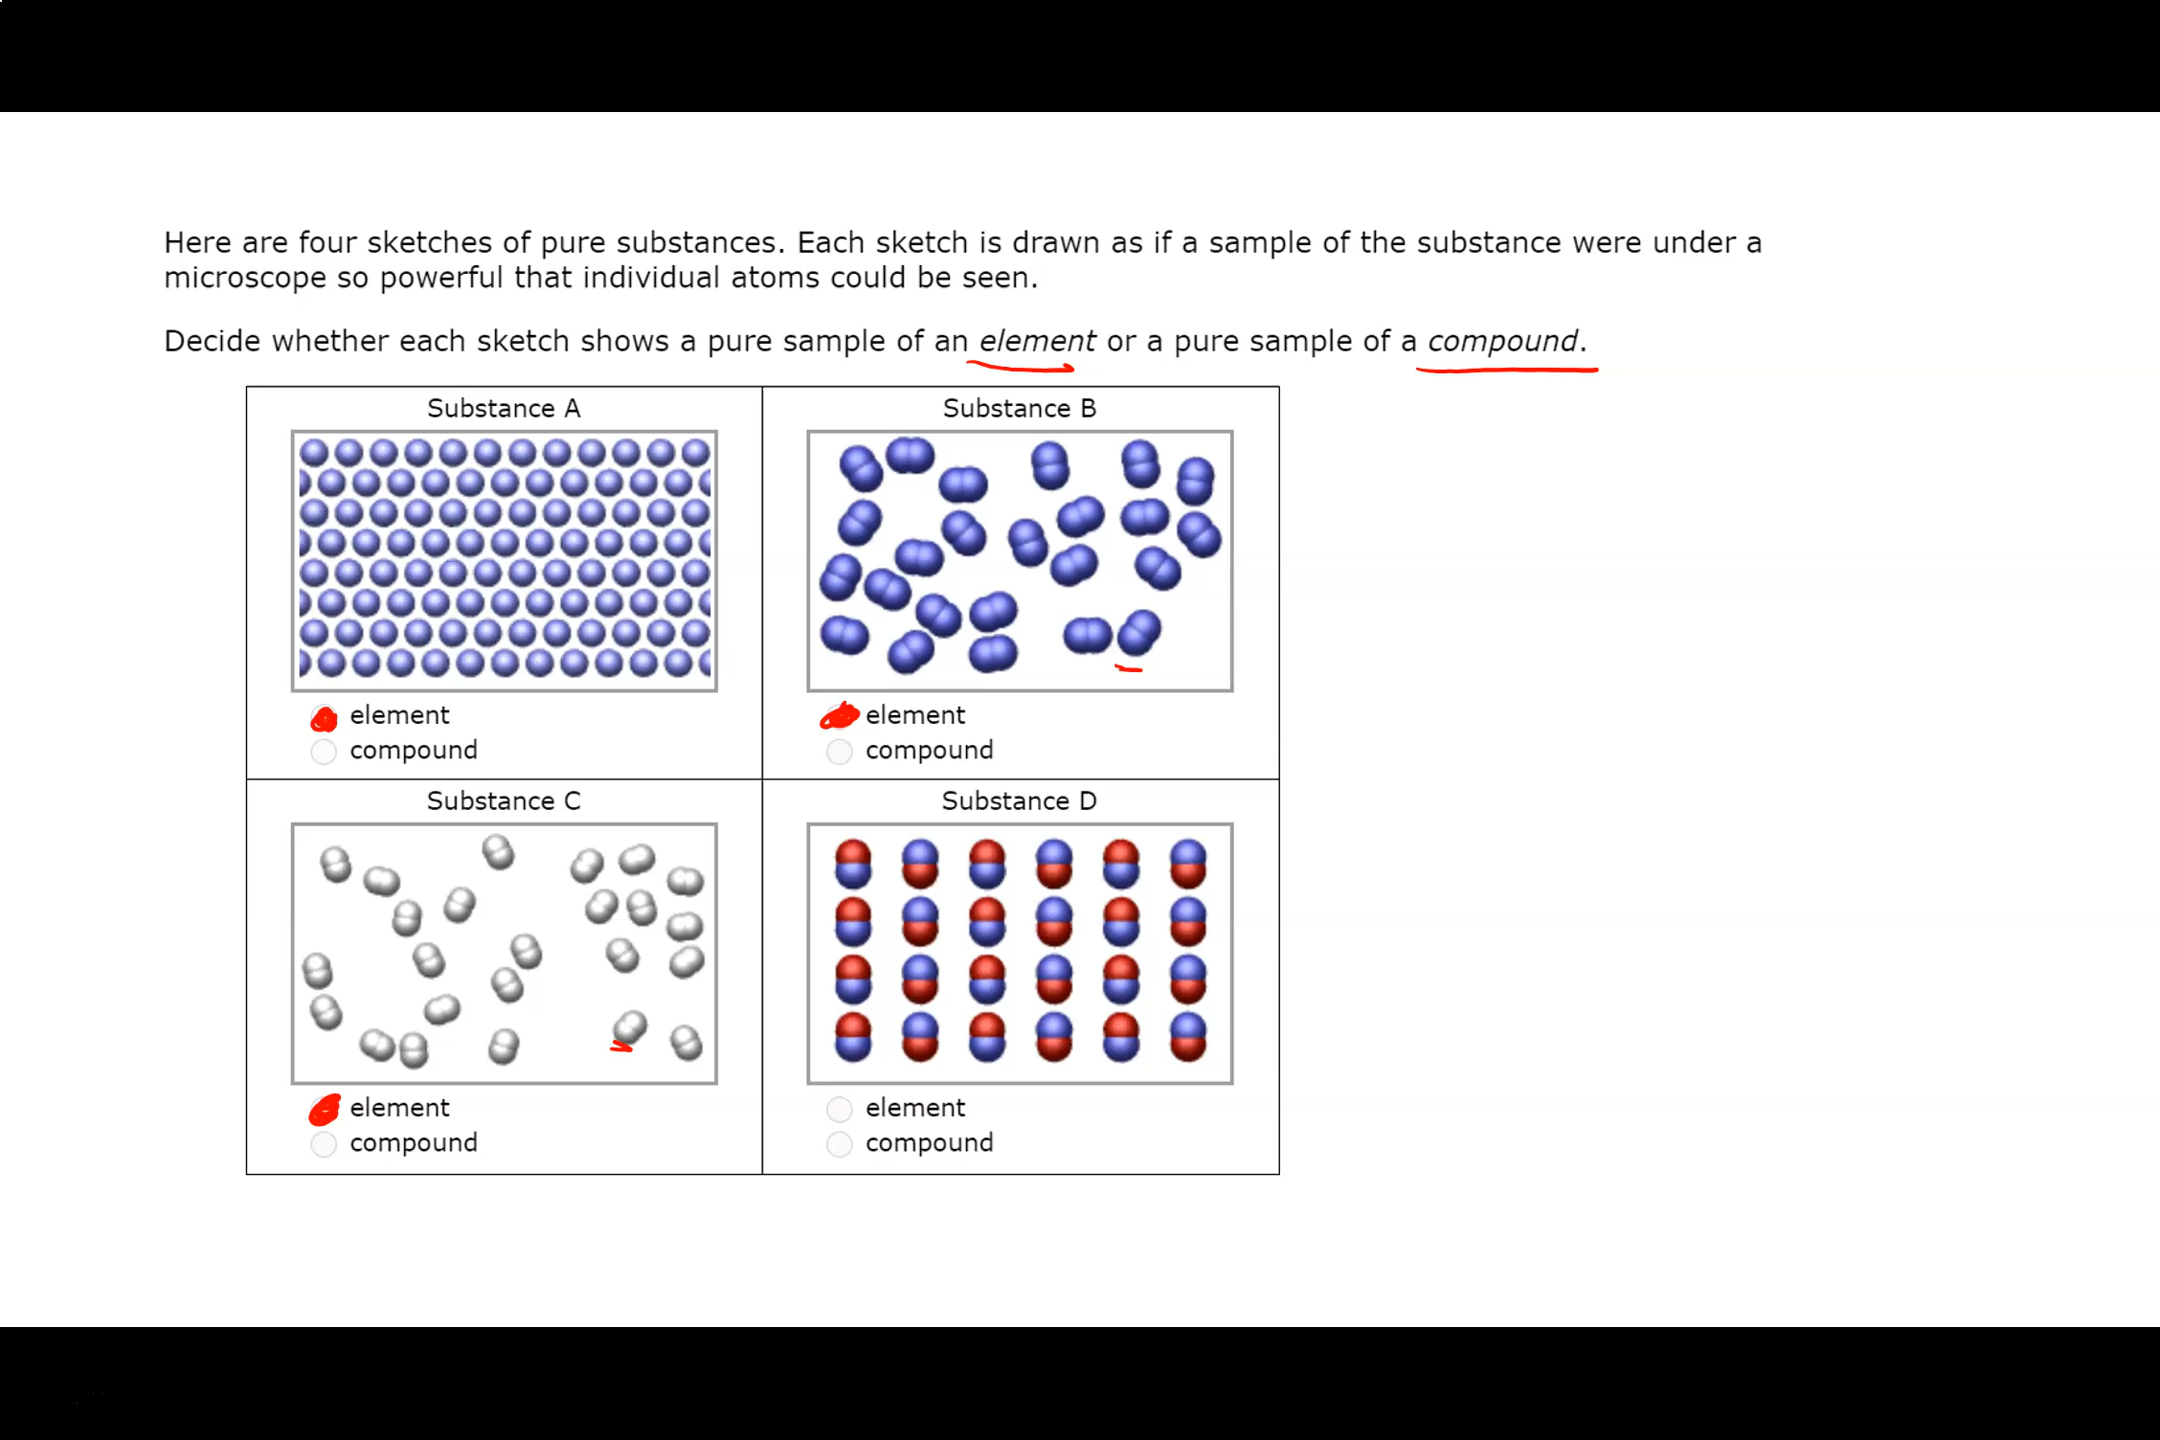 Here are four sketches of pure substances. Each sketch is drawn as if a sample of the substance were under a
microscope so powerful that individual atoms could be seen.
Decide whether each sketch shows a pure sample of an element or a pure sample of a compound.
Substance A
Substance B
element
compound
element
compound
Substance C
Substance D
element
compound
element
compound